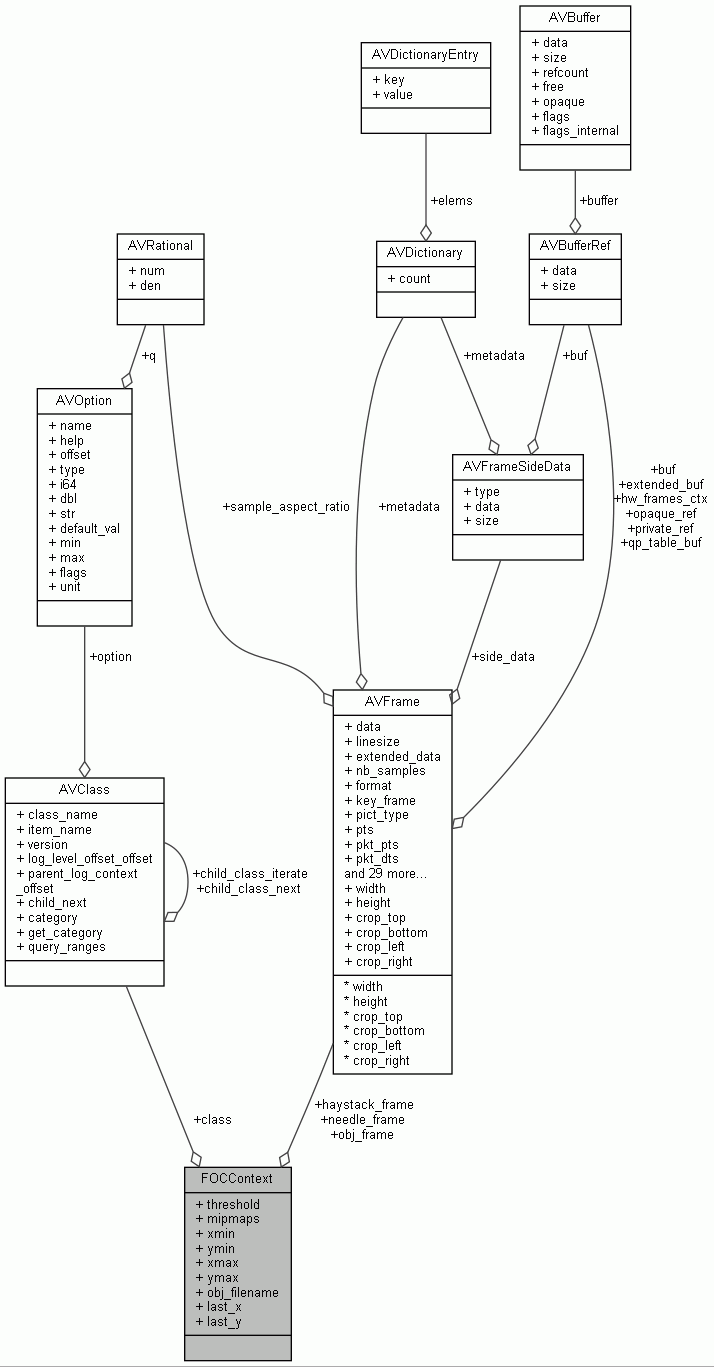 AVBuffer
+ data
+ size
+ refcount
+ free
+ opaque
+ flags
+ flags_internal
AVDictionaryEntry
+ key
+ value
+elems
+buffer
AVRational
+ num
+ den
AVDictionary
+ count
AVBufferRef
+ data
+ size
+q
+metadata
+buf
AVOption
+ name
+ help
+ offset
+ type
+ i64
+ dbl
+ str
+ default_val
+ min
+ max
+ flags
+ unit
AVFrameSideData
+ type
+ data
+ size
+sample_aspect_ratio
+metadata
+buf
+extended_buf
+hw_frames_ctx
+opaque_ref
+private_ref
+qp_table_buf
+option
+side_data
AVFrame
+ data
+ linesize
+ extended_data
+ nb_samples
+ format
+ key_frame
+ pict_type
+ pts
+ pkt_pts
+ pkt_dts
and 29 more...
+ width
+ height
+ crop_top
+ crop_bottom
+ crop_left
+ crop_right
* width
* height
* crop_top
* crop_bottom
* crop_left
* crop_right
AVClass
+ class_name
+ item_name
+ version
+ log_level_offset_offset
+ parent_log_context
_offset
+ child_next
+ category
+ get_category
+ query_ranges
+child_class_iterate
+child_class_next
+class
+haystack_frame
+needle_frame
+obj_frame
FOCContext
+ threshold
+ mipmaps
+ xmin
+ ymin
+ xmax
+ ymax
+ obj_filename
+ last_x
+ last_y